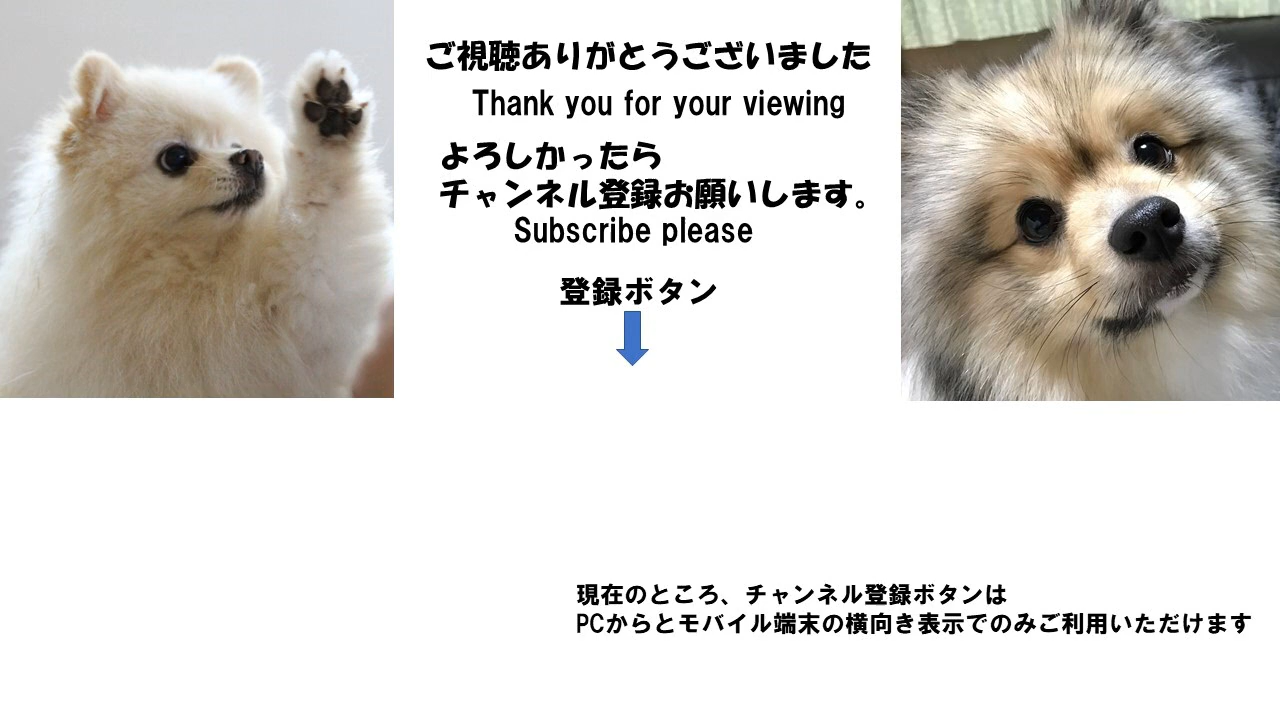 ご視聴ありがとうございました
Thank you for your viewing
よろしかったら
チャンネル登録お願いします。
Subscribe please
登録ボタン
現在のところ、チャンネル登録ボタンは
PCからとモバイル端末の横向き表示でのみご利用いただけます